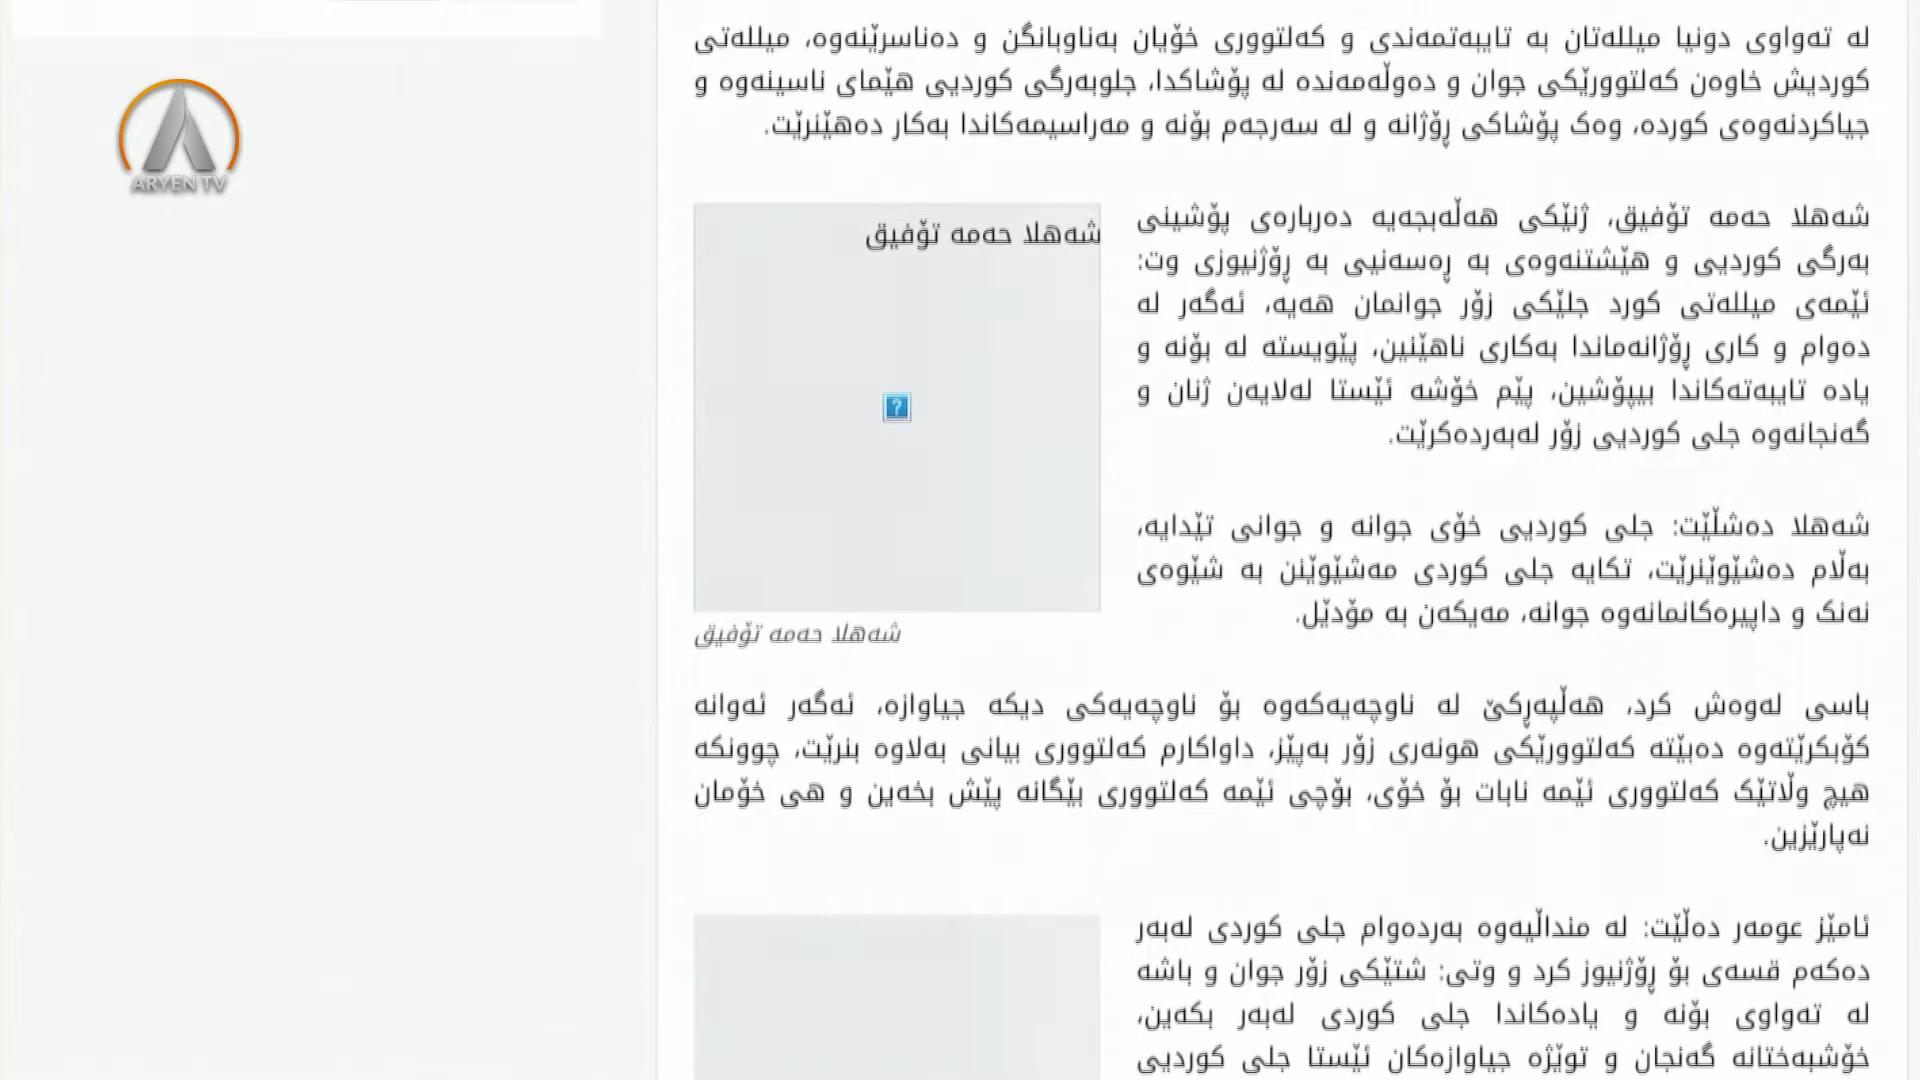 لە تەواوی دونیا میللەتان بە تایبەتمەندی و کەلتووری خۆیان بەناوبانگن و دەناسرێنەوە، میللەتی
کوردیش خاوەن کەلتوورێکی جوان و دەوڵەمەندە لە پۆشاکدا، جلوبەرگی کوردیی هێمای ناسینەوە و
جیاکردنەوەی کوردە، وەک پۆشاکی ڕۆژانە و لە سەرجەم بۆنە و مەراسیمەکاندا بەکار دەهێنرێت.
ARYEN TV
شەهلا حەمە تۆفیق، ژنێکی هەڵەبجەیە دەربارەی پۆشینی
بەرگی کوردیی و هێشتنەوەی بە ڕەسەنیی بە ڕۆژنیوزی وت:
ئێمەی میللەتی کورد جلێکی زۆر جوانمان هەیە، ئەگەر لە
دەوام و کاری ڕۆژانەماندا بەکاری ناهێنین، پێویستە لە بۆنە و
یادە تایبەتەکاندا بیپۆشین، پێم خۆشە ئێستا لەلایەن ژنان و
گەنجانەوە جلی کوردیی زۆر لەبەردەکرێت.
شەهلا حەمە تۆفیق
شەهلا دەشڵێت: جلی کوردیی خۆی جوانە و جوانی تێدایە،
بەڵام دەشێوێنرێت، تکایە جلی کوردی مەشێوێنن بە شێوەی
نەنک و داپیرەکانمانەوە جوانە، مەیکەن بە مۆدێل.
شەهلا حەمە تۆفیق
باسی لەوەش کرد، هەڵپەڕکێ لە ناوچەیەکەوە بۆ ناوچەیەکی دیکە جیاوازە، ئەگەر ئەوانە
کۆبکرێتەوە دەبێتە کەلتوورێکی هونەری زۆر بەپێز، داواکارم کەلتووری بیانی بەلاوە بنرێت، چوونکە
هیچ وڵاتێک کەلتووری ئێمە نابات بۆ خۆی، بۆچی ئێمە کەلتووری بێگانە پێش بخەین و هی خۆمان
نەپارێزین.
ئامێز عومەر دەڵێت: لە منداڵیەوە بەردەوام جلی کوردی لەبەر
دەکەم قسەی بۆ ڕۆژنیوز کرد و وتی: شتێکی زۆر جوان و باشە
لە تەواوی بۆنە و یادەکاندا جلی کوردی لەبەر بکەین،
خۆشبەختانە گەنجان و توێژە جیاوازەکان ئێستا جلی کوردیی